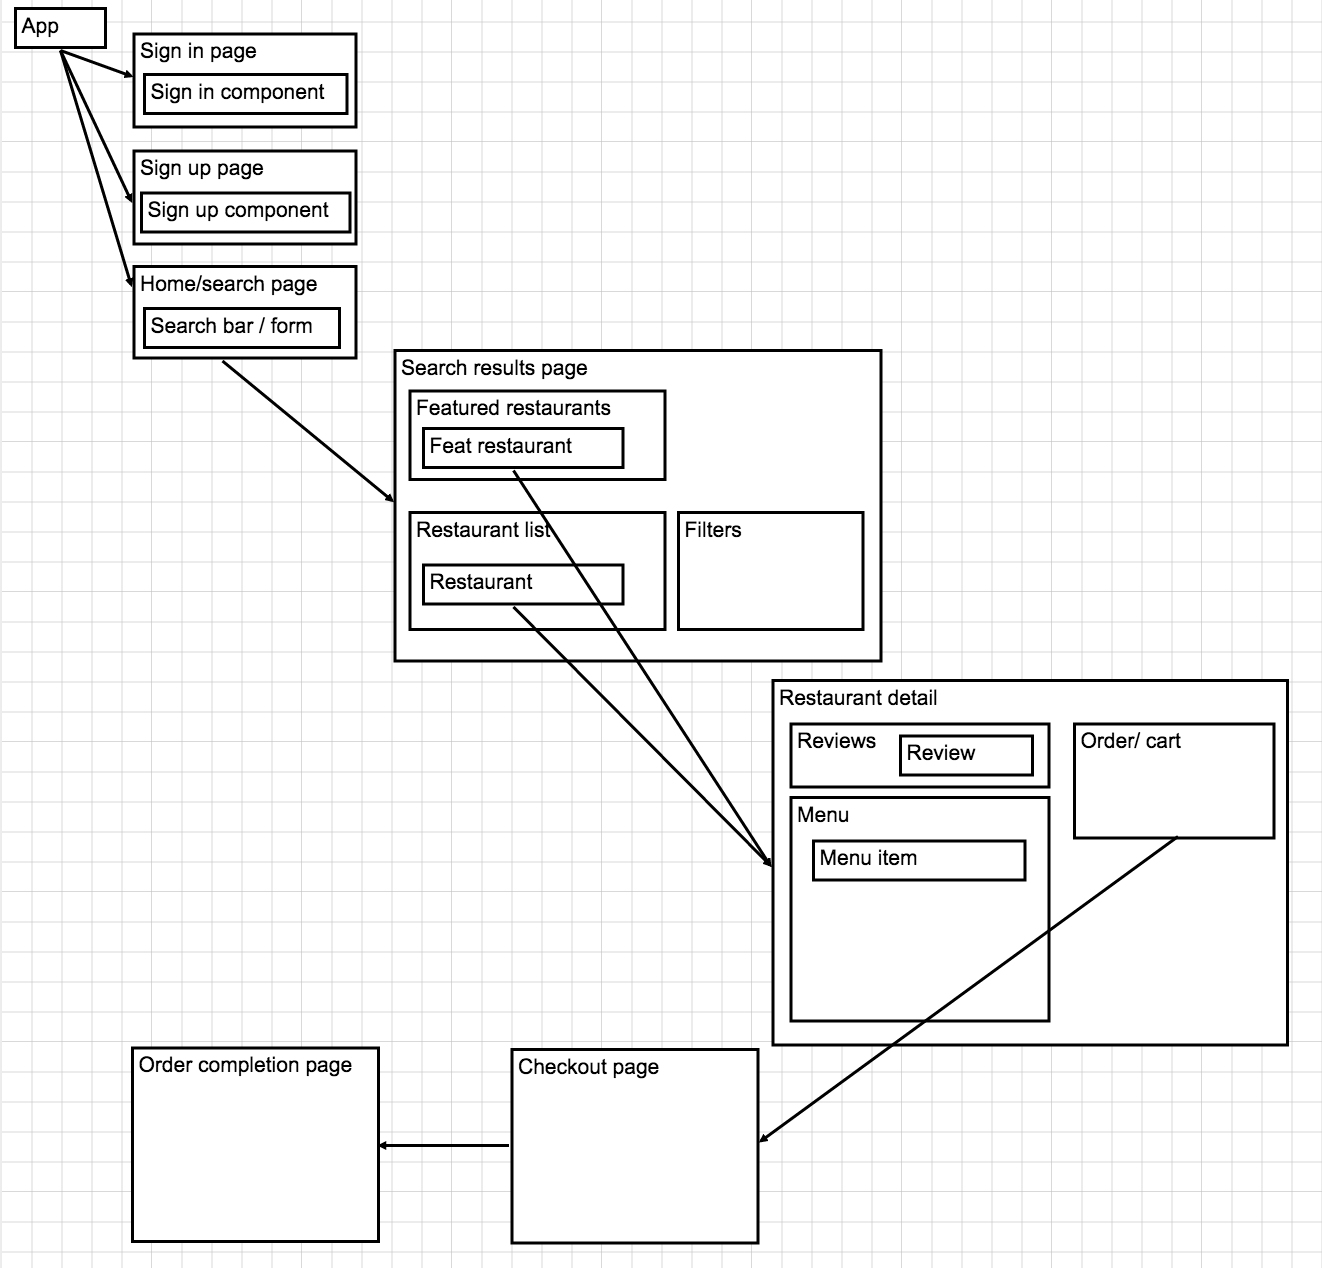 App
Sign in page
Sign in component
Sign up page
Sign up component
Home/search page
Search bar / form
Search results page
Featured restaurants
Feat restaurant
Restaurant list
Restaurant
Filters
Restaurant detail
Reviews
Review
Order/ cart
Menu
Menu item
Order completion page
Checkout page